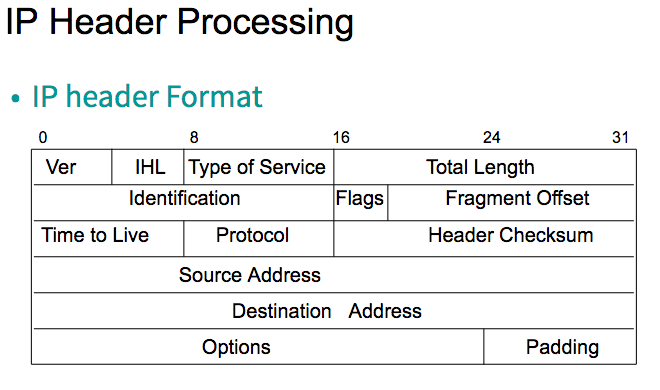 IP Header Processing
• IP header Format
0 8 16 24 31
Ver IHL Type of Service Total Length
Identification Flags Fragment Offset
Time to Live Protocol Header Checksum
Source Address
Destination Address
Options Padding